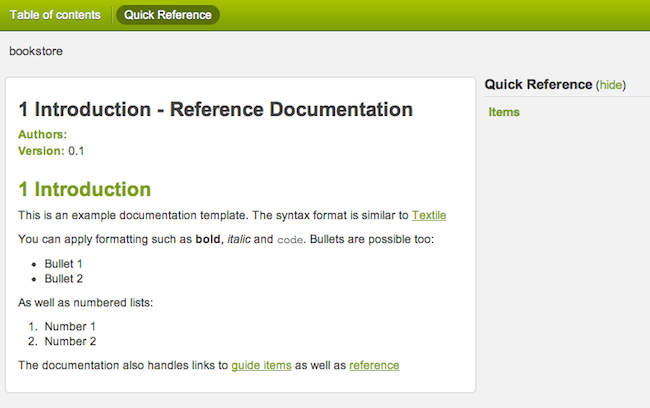 Table of contents
Quick Reference
bookstore
1 Introduction - Reference Documentation
Authors:
Version: 0.1
1 Introduction
This is an example documentation template. The syntax format is similar to Textile
You can apply formatting such as bold, italic and code. Bullets are possible too:
• Bullet 1
• Bullet 2
As well as numbered lists:
1. Number 1
2. Number 2
The documentation also handles links to guide items as well as reference
Quick Reference (hide)
Items